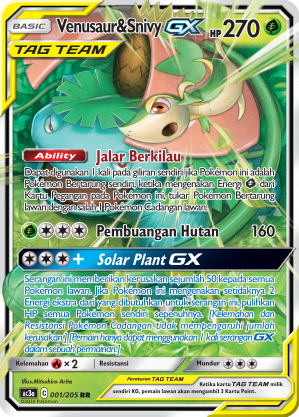 BASIC Venusaur&Snivy GX HP 270
TAG TEAM
Ability Jalar Berkilau
Dapat digunakan 1 kali pada giliran sendiri jika Pokémon ini adalah
Pokémon Bertarung sendiri, ketika mengenakan Energi dari
Kartu Pegangan pada Pokémon ini, tukar Pokémon Bertarung
lawan dengan salah 1 Pokémon Cadangan lawan.
Pembuangan Hutan 160
+ Solar Plant GX
Serangan ini memberikan kerusakan sejumlah 50 kepada semua
Pokémon lawan. Jika mengenakan setidaknya 2
Energi ekstra dari yang dibutuhkan untuk serangan ini, pulihkan
HP semua Pokémon sendiri sepenuhnya. [Kelemahan dan
Resistansi Pokémon Cadangan tidak mempengaruhi jumlah
kerusakan.] [Pemain hanya dapat menggunakan 1 kali serangan GX
dalam satu permainan.]
Kelemahan x2 Resistansi Mundur
Illus. Mitsuhiro Arita
Peraturan TAG TEAM
AC3a G 001/205 RR
Ketika kartu TAG TEAM milik
sendiri KO, pemain lawan akan mengambil 3 Kartu Point.
©2020 Pokémon